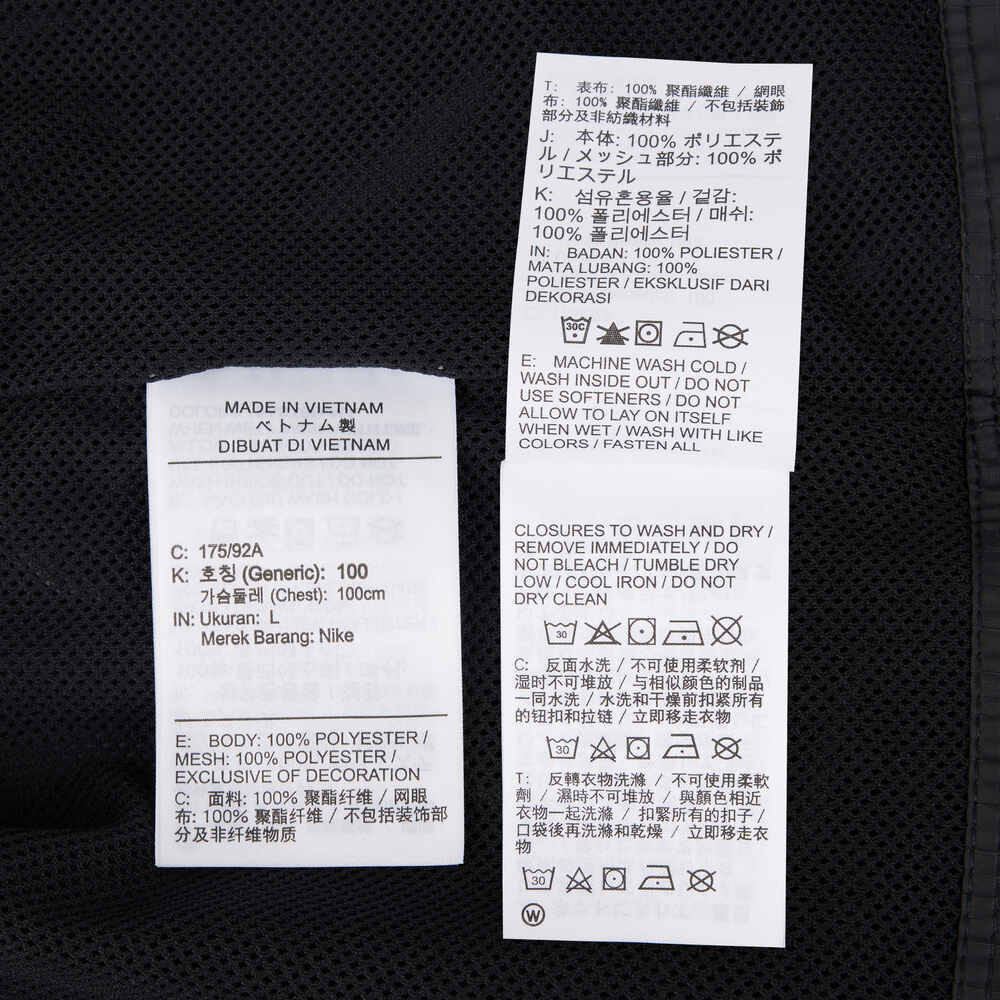 MADE IN VIETNAM
ベトナム製
DIBUAT DI VIETNAM
C: 175/92A
K: 호칭 (Generic): 100
가슴둘레 (Chest): 100cm
IN: Ukuran: L
Merek Barang: Nike
E: BODY: 100% POLYESTER /
MESH: 100% POLYESTER /
EXCLUSIVE OF DECORATION
C: 面料: 100% 聚酯纤维 / 网眼
布: 100% 聚酯纤维 / 不包括装饰部
分及非纤维物质
T: 表布: 100% 聚酯纖維 / 網眼
布: 100% 聚酯纖維 / 不包括裝飾
部分及非紡織材料
J: 本体: 100% ポリエステ
ル / メッシュ部分: 100% ポ
リエステル
K: 섬유혼용율 / 겉감:
100% 폴리에스터 / 매쉬:
100% 폴리에스터
IN: BADAN: 100% POLIESTER /
MATA LUBANG: 100%
POLIESTER / EKSKLUSIF DARI
DEKORASI
30C
E: MACHINE WASH COLD /
WASH INSIDE OUT / DO NOT
USE SOFTENERS / DO NOT
ALLOW TO LAY ON ITSELF
WHEN WET / WASH WITH LIKE
COLORS / FASTEN ALL
CLOSURES TO WASH AND DRY /
REMOVE IMMEDIATELY / DO
NOT BLEACH / TUMBLE DRY
LOW / COOL IRON / DO NOT
DRY CLEAN
30
C: 反面水洗 / 不可使用柔软剂 /
湿时不可堆放 / 与相似颜色的制品
一同水洗 / 水洗和干燥前扣紧所有
的钮扣和拉链 / 立即移走衣物
30
T: 反轉衣物洗滌 / 不可使用柔軟
劑 / 濕時不可堆放 / 與顏色相近
衣物一起洗滌 / 扣緊所有的扣子 /
口袋後再洗滌和乾燥 / 立即移走衣
物
30
W